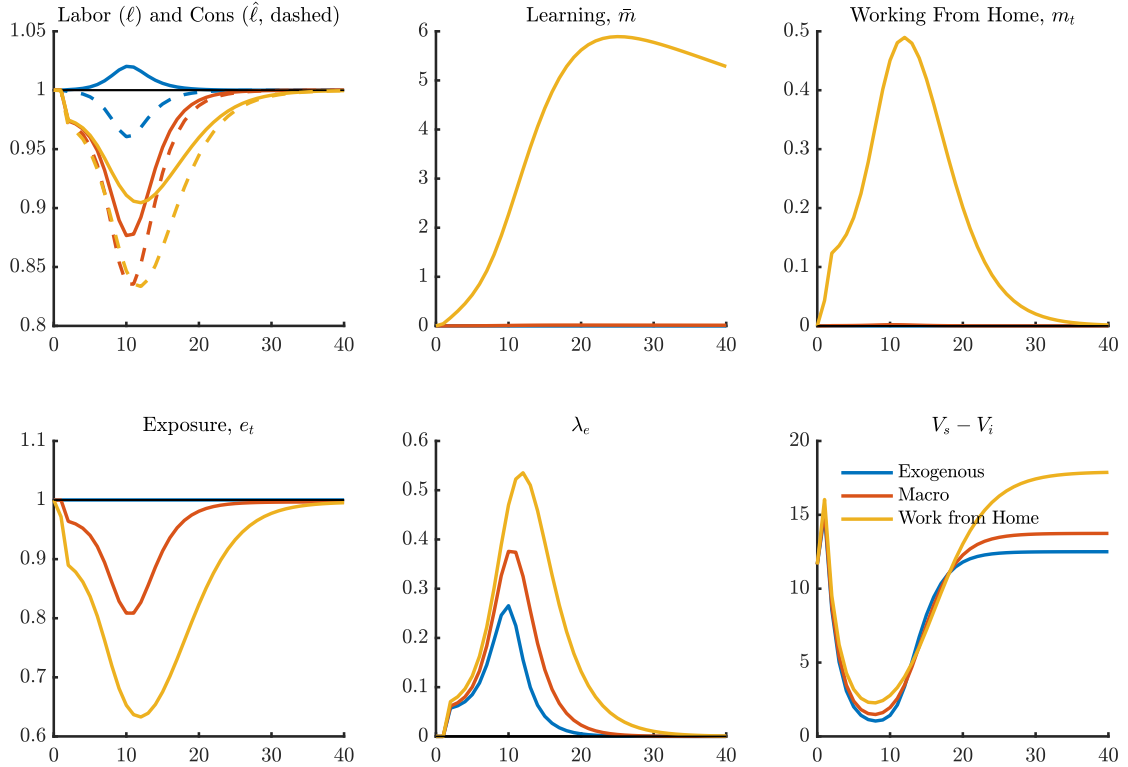 Labor (ℓ) and Cons (ℓ̂, dashed)
1.05
1
0.95
0.9
0.85
0.8
0 10 20 30 40
Learning, m̄
6
5
4
3
2
1
0
0 10 20 30 40
Working From Home, mₜ
0.5
0.4
0.3
0.2
0.1
0
0 10 20 30 40
Exposure, eₜ
1.1
1
0.9
0.8
0.7
0.6
0 10 20 30 40
λₑ
0.6
0.5
0.4
0.3
0.2
0.1
0
0 10 20 30 40
Vₛ − Vᵢ
20
15
10
5
0
Exogenous
Macro
Work from Home
0 10 20 30 40